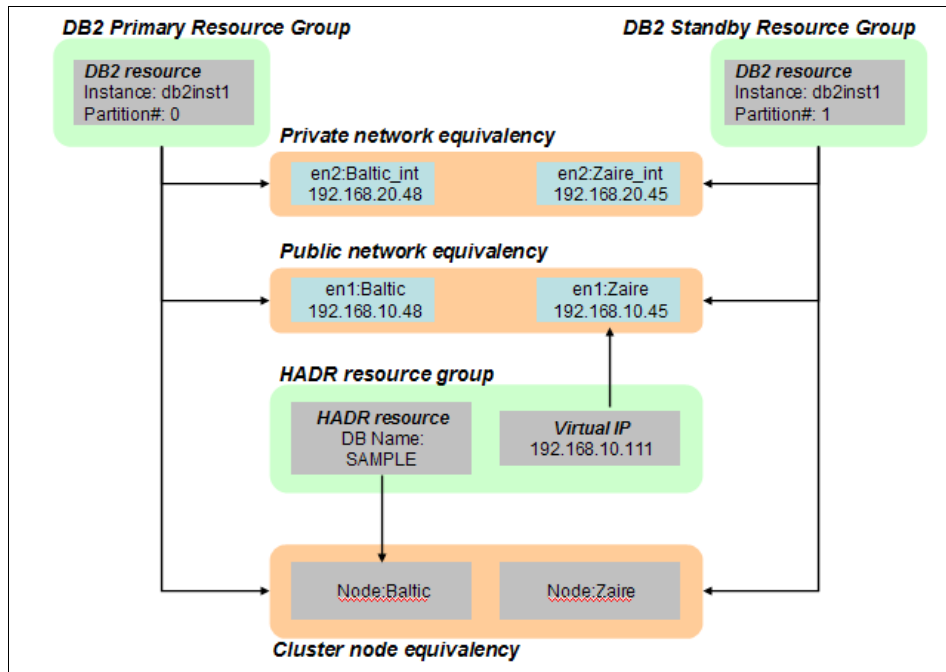 DB2 Primary Resource Group
DB2 Standby Resource Group
DB2 resource
Instance: db2inst1
Partition#: 0
DB2 resource
Instance: db2inst1
Partition#: 1
Private network equivalency
en2:Baltic_int
192.168.20.48
en2:Zaire_int
192.168.20.45
Public network equivalency
en1:Baltic
192.168.10.48
en1:Zaire
192.168.10.45
HADR resource group
HADR resource
DB Name:
SAMPLE
Virtual IP
192.168.10.111
Node:Baltic
Node:Zaire
Cluster node equivalency